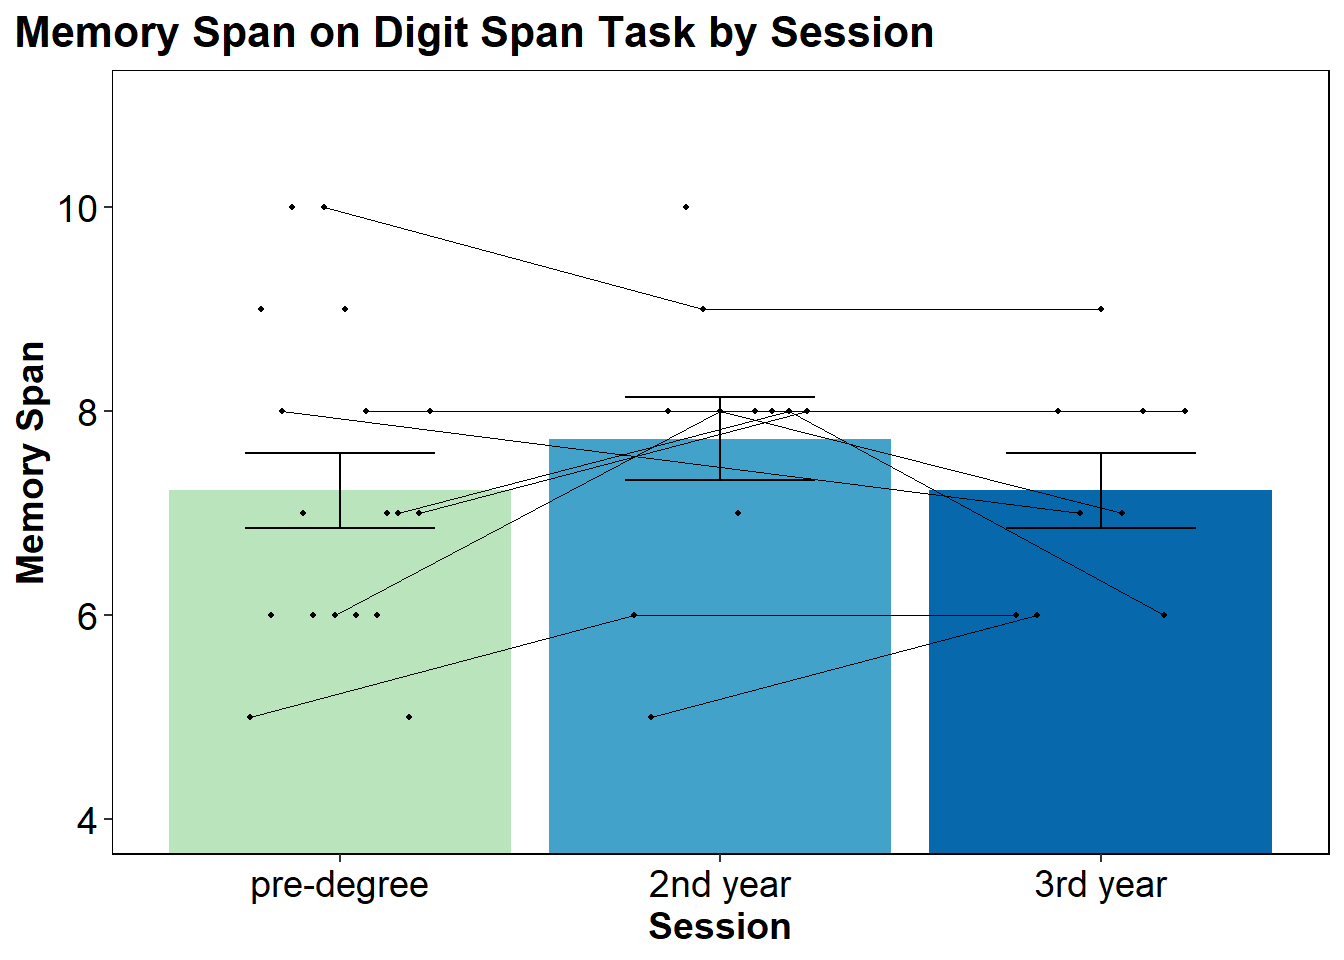 Memory Span on Digit Span Task by Session
Memory Span
10
8
6
4
pre-degree 2nd year 3rd year
Session